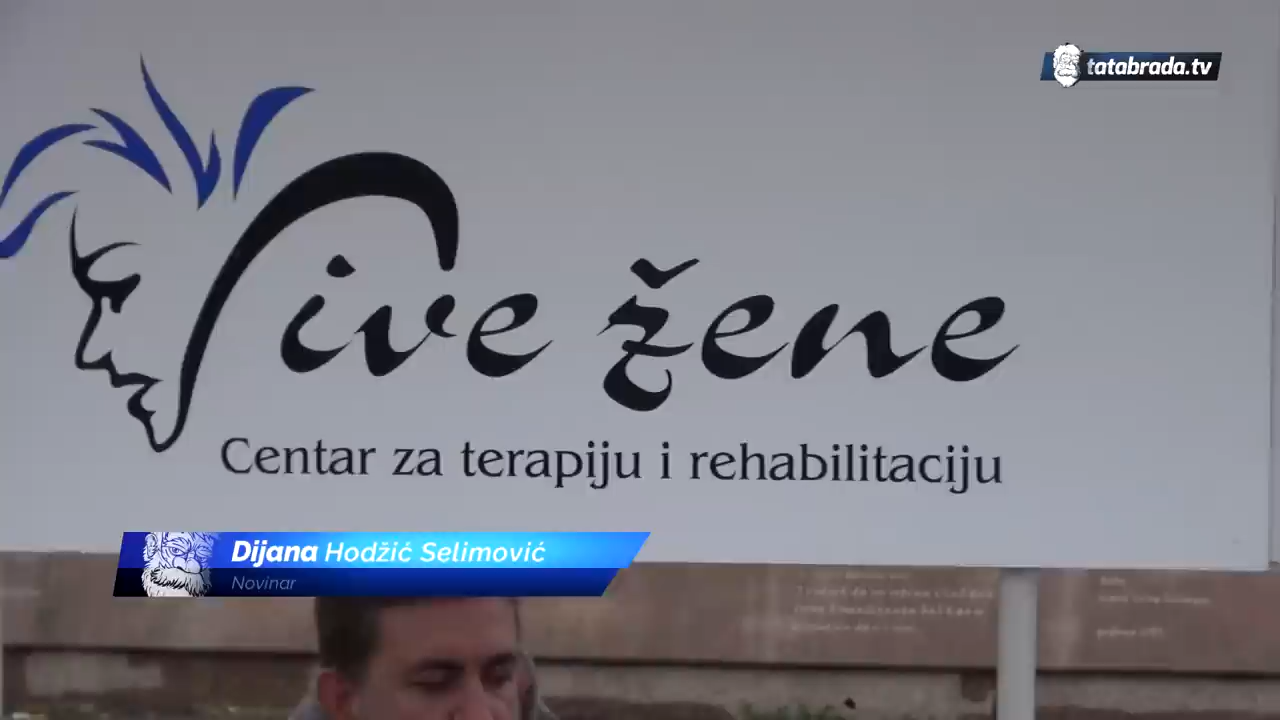 tatabrada.tv
Vive žene
Centar za terapiju i rehabilitaciju
Dijana Hodžić Selimović
Novinar